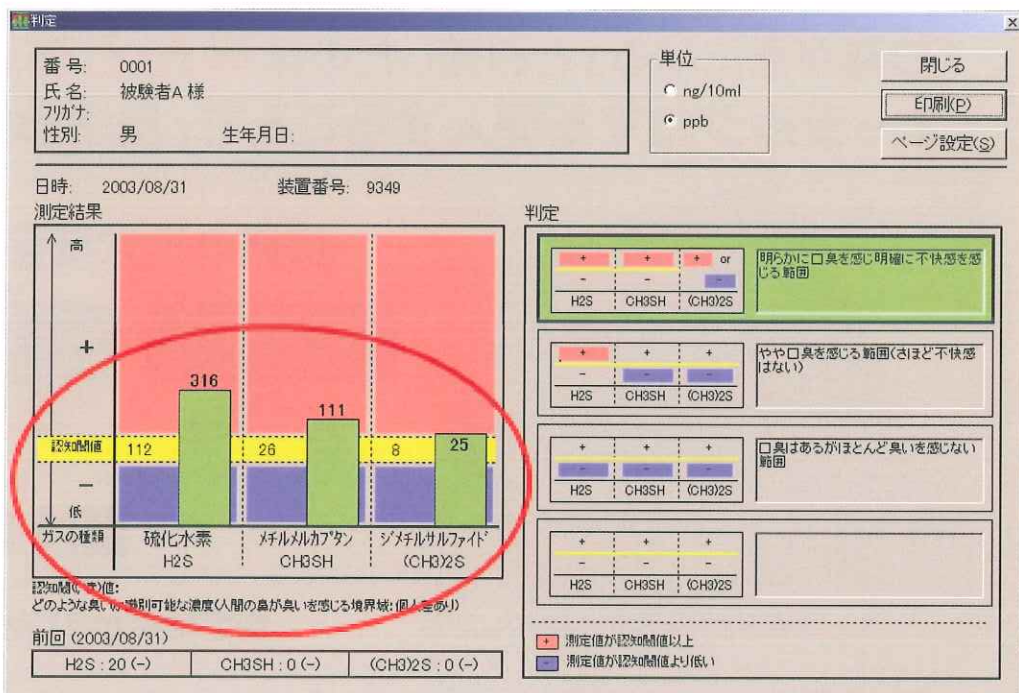 判定
番号: 0001
氏名: 被験者A 様
フリガナ:
性別: 男 生年月日:
単位
ng/10ml
ppb
閉じる
印刷(P)
ページ設定(S)
日時: 2003/08/31 装置番号: 9349
測定結果
高
+
316
111
認知閾値 112 26 8 25
−
低
ガスの種類 硫化水素 メチルメルカプタン ジメチルサルファイド
H2S CH3SH (CH3)2S
どのような臭い 識別可能な濃度(人間の鼻が臭いを感じる境界域:個人差あり)
前回 (2003/08/31)
H2S : 20 (-) CH3SH : 0 (-) (CH3)2S : 0 (-)
判定
+ + + or
- - -
H2S CH3SH (CH3)2S
明らかに口臭を感じ明確に不快感を感
じる範囲
+ + +
- - -
H2S CH3SH (CH3)2S
やや口臭を感じる範囲(さほど不快感
はない)
+ + +
- - -
H2S CH3SH (CH3)2S
口臭はあるがほとんど臭いを感じない
範囲
+ + +
- - -
H2S CH3SH (CH3)2S
+ 測定値が認知閾値以上
- 測定値が認知閾値より低い